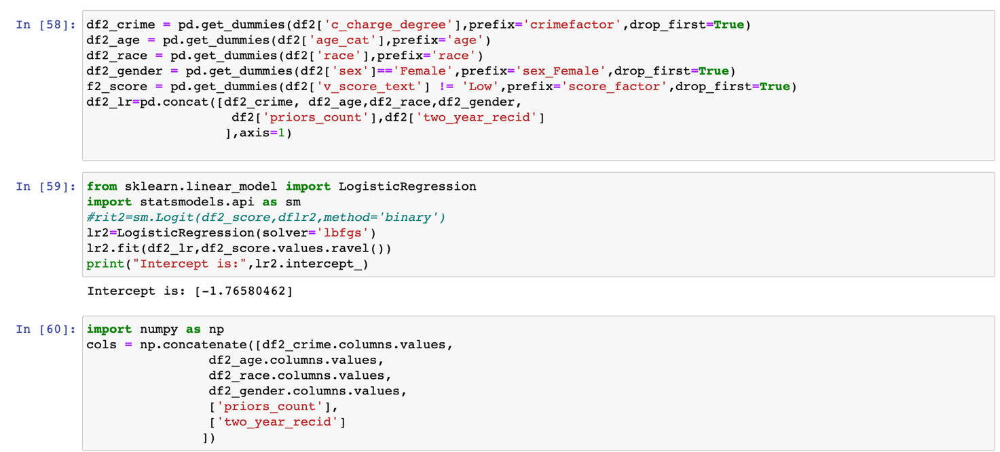 In [58]: df2_crime = pd.get_dummies(df2['c_charge_degree'],prefix='crimefactor',drop_first=True)
df2_age = pd.get_dummies(df2['age_cat'],prefix='age')
df2_race = pd.get_dummies(df2['race'],prefix='race')
df2_gender = pd.get_dummies(df2['sex']=='Female',prefix='sex_Female',drop_first=True)
f2_score = pd.get_dummies(df2['v_score_text'] != 'Low',prefix='score_factor',drop_first=True)
df2_lr=pd.concat([df2_crime, df2_age,df2_race,df2_gender,
df2['priors_count'],df2['two_year_recid']
],axis=1)
In [59]: from sklearn.linear_model import LogisticRegression
import statsmodels.api as sm
#rit2=sm.Logit(df2_score,dflr2,method='binary')
lr2=LogisticRegression(solver='lbfgs')
lr2.fit(df2_lr,df2_score.values.ravel())
print("Intercept is:",lr2.intercept_)
Intercept is: [-1.76580462]
In [60]: import numpy as np
cols = np.concatenate([df2_crime.columns.values,
df2_age.columns.values,
df2_race.columns.values,
df2_gender.columns.values,
['priors_count'],
['two_year_recid']
])